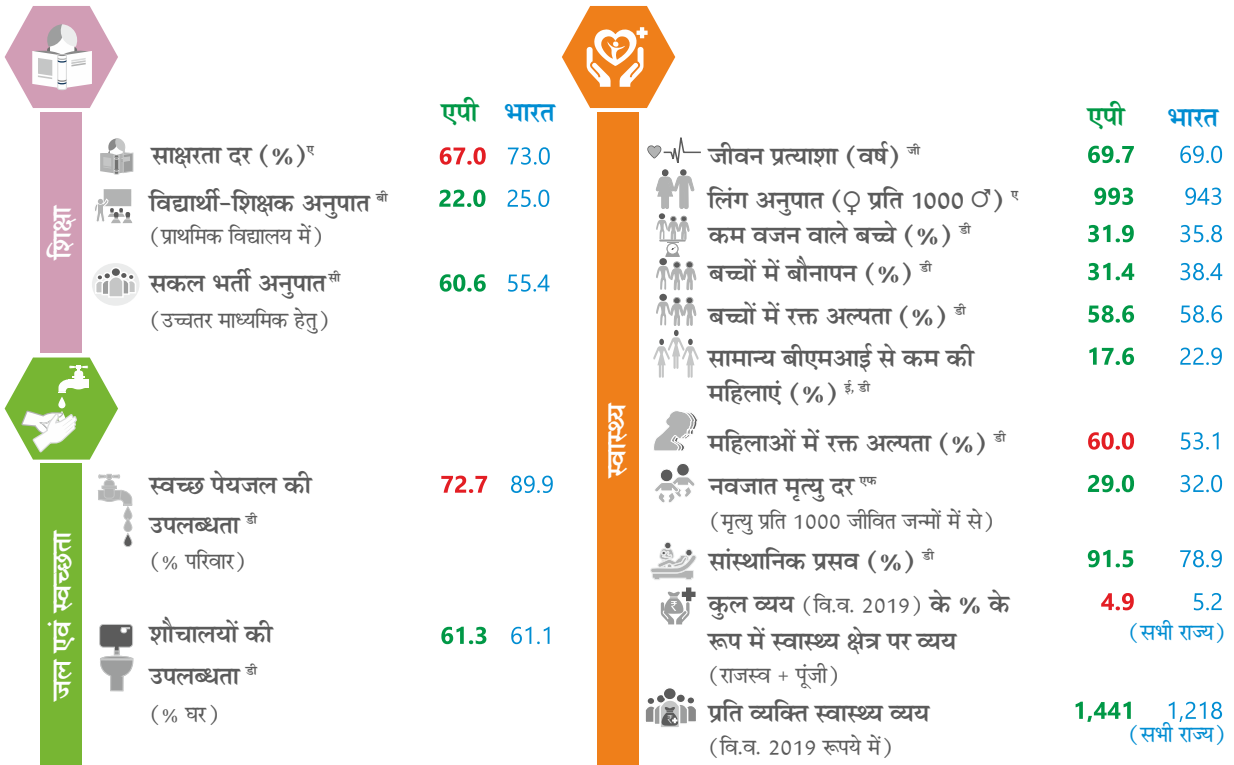 शिक्षा
एपी भारत
साक्षरता दर (%) ए 67.0 73.0
विद्यार्थी-शिक्षक अनुपात बी 22.0 25.0
(प्राथमिक विद्यालय में)
सकल भर्ती अनुपात सी 60.6 55.4
(उच्चतर माध्यमिक हेतु)
जल एवं स्वच्छता
स्वच्छ पेयजल की 72.7 89.9
उपलब्धता डी
(% परिवार)
शौचालयों की 61.3 61.1
उपलब्धता डी
(% घर)
स्वास्थ्य
एपी भारत
जीवन प्रत्याशा (वर्ष) जी 69.7 69.0
लिंग अनुपात (♀ प्रति 1000 ♂) ए 993 943
कम वजन वाले बच्चे (%) डी 31.9 35.8
बच्चों में बौनापन (%) डी 31.4 38.4
बच्चों में रक्त अल्पता (%) डी 58.6 58.6
सामान्य बीएमआई से कम की 17.6 22.9
महिलाएं (%) ई, डी
महिलाओं में रक्त अल्पता (%) डी 60.0 53.1
नवजात मृत्यु दर एफ 29.0 32.0
(मृत्यु प्रति 1000 जीवित जन्मों में से)
सांस्थानिक प्रसव (%) डी 91.5 78.9
कुल व्यय (वि.व. 2019) के % के 4.9 5.2
रूप में स्वास्थ्य क्षेत्र पर व्यय (सभी राज्य)
(राजस्व + पूंजी)
प्रति व्यक्ति स्वास्थ्य व्यय 1,441 1,218
(वि.व. 2019 रूपये में) (सभी राज्य)